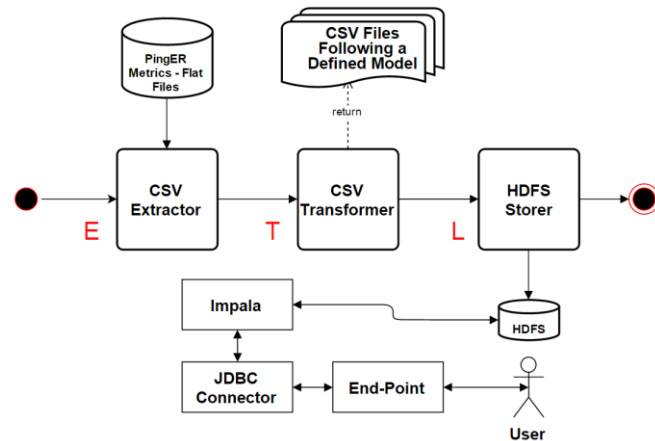 PingER
Metrics - Flat
Files
CSV Files
Following a
Defined Model
return
CSV
Extractor
CSV
Transformer
HDFS
Storer
E
T
L
Impala
HDFS
JDBC
Connector
End-Point
User